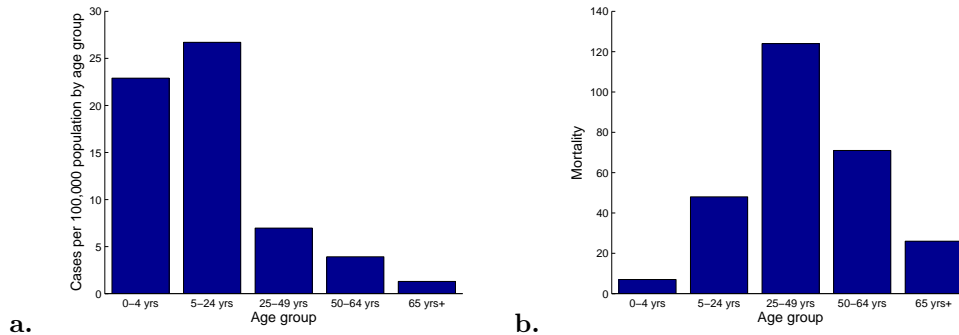 Cases per 100,000 population by age group
30
25
20
15
10
5
0
0–4 yrs 5–24 yrs 25–49 yrs 50–64 yrs 65 yrs+
Age group
a.
Mortality
140
120
100
80
60
40
20
0
0–4 yrs 5–24 yrs 25–49 yrs 50–64 yrs 65 yrs+
Age group
b.